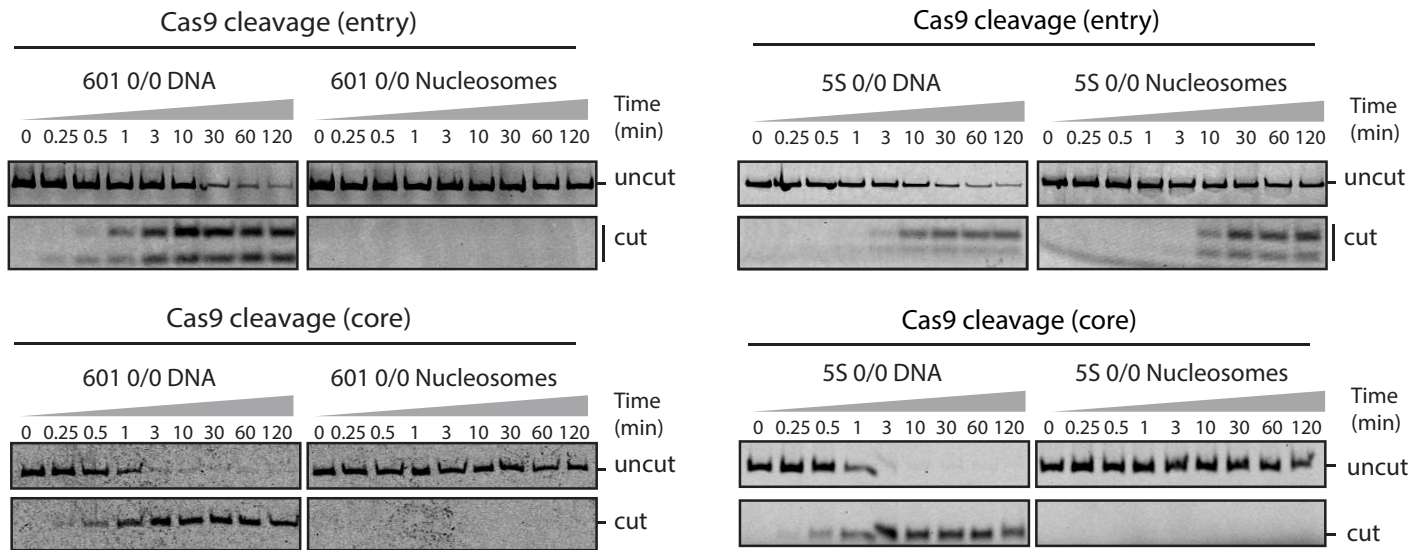 Cas9 cleavage (entry)
601 0/0 DNA 601 0/0 Nucleosomes
Time
(min)
0 0.25 0.5 1 3 10 30 60 120 0 0.25 0.5 1 3 10 30 60 120
uncut
cut
Cas9 cleavage (entry)
5S 0/0 DNA 5S 0/0 Nucleosomes
Time
(min)
0 0.25 0.5 1 3 10 30 60 120 0 0.25 0.5 1 3 10 30 60 120
uncut
cut
Cas9 cleavage (core)
601 0/0 DNA 601 0/0 Nucleosomes
Time
(min)
0 0.25 0.5 1 3 10 30 60 120 0 0.25 0.5 1 3 10 30 60 120
uncut
cut
Cas9 cleavage (core)
5S 0/0 DNA 5S 0/0 Nucleosomes
Time
(min)
0 0.25 0.5 1 3 10 30 60 120 0 0.25 0.5 1 3 10 30 60 120
uncut
cut